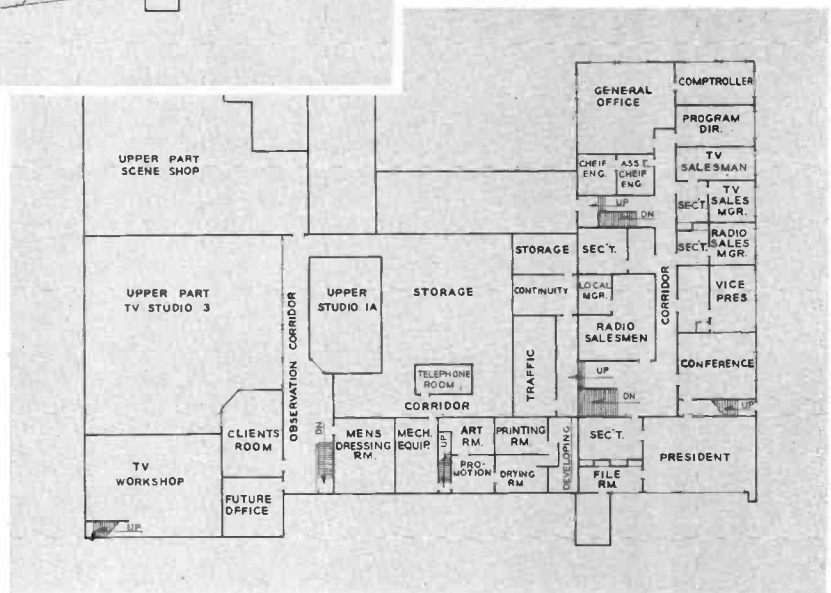 GENERAL
OFFICE
COMPTROLLER
PROGRAM
DIR.
CHEIF
ENG.
ASS'T.
CHEIF
ENG
TV
SALESMAN
UP
DN
SEC'T.
TV
SALES
MGR.
SEC'T.
RADIO
SALES
MGR.
UPPER PART
SCENE SHOP
UPPER PART
TV STUDIO 3
OBSERVATION CORRIDOR
UPPER
STUDIO 1A
STORAGE
STORAGE
SEC'T.
CONTINUITY
LOCAL
MGR.
CORRIDOR
VICE
PRES
RADIO
SALESMEN
TRAFFIC
CONFERENCE
UP
DN
UP
TELEPHONE
ROOM
CORRIDOR
CLIENTS
ROOM
DN
MENS
DRESSING
RM.
MECH.
EQUIP.
UP
ART
RM.
PRO-
MOTION
PRINTING
RM.
DRYING
RM
DEVELOPING
SEC'T.
FILE
RM.
PRESIDENT
TV
WORKSHOP
FUTURE
OFFICE
UP